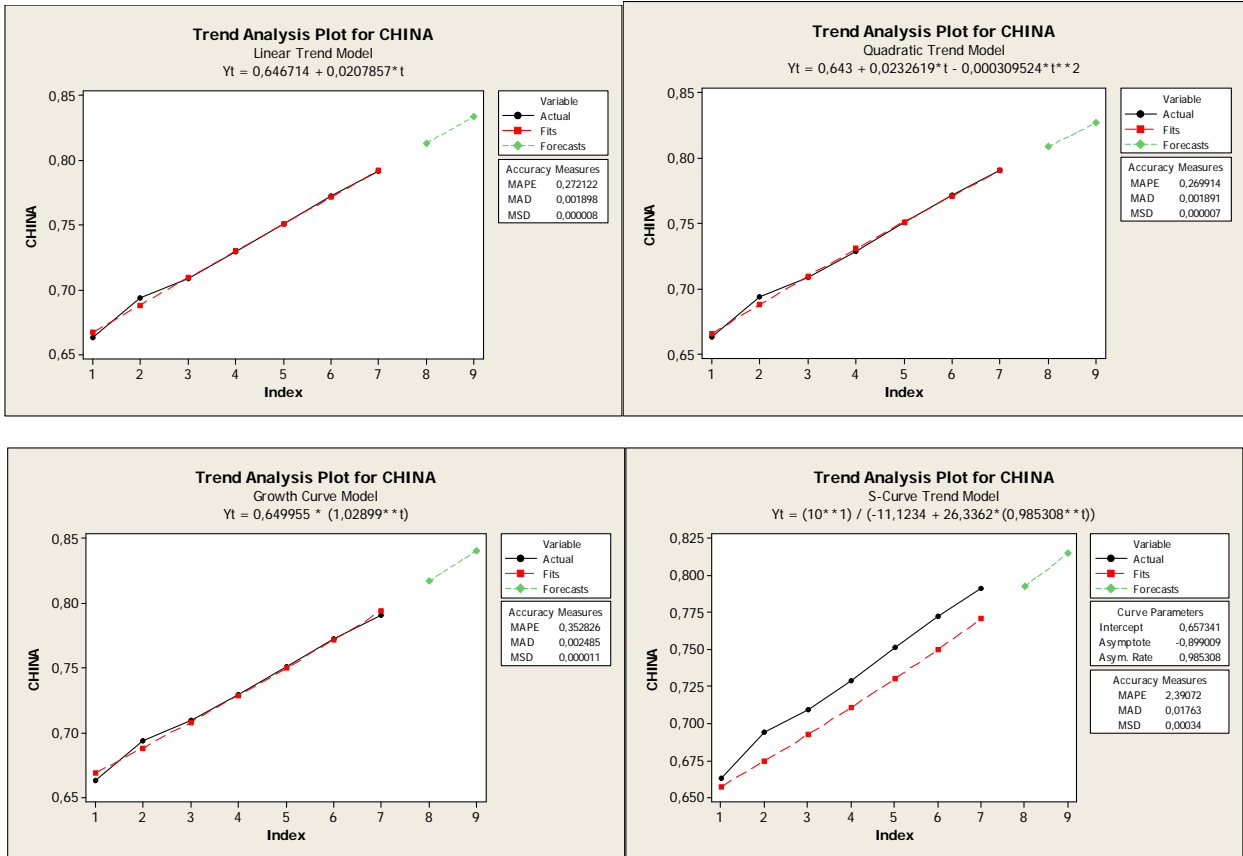 Trend Analysis Plot for CHINA
Linear Trend Model
Yt = 0,646714 + 0,0207857*t
0,85
0,80
0,75
0,70
0,65
CHINA
1 2 3 4 5 6 7 8 9
Index
Variable
Actual
Fits
Forecasts
Accuracy Measures
MAPE 0,272122
MAD 0,001898
MSD 0,000008
Trend Analysis Plot for CHINA
Quadratic Trend Model
Yt = 0,643 + 0,0232619*t - 0,000309524*t**2
0,85
0,80
0,75
0,70
0,65
CHINA
1 2 3 4 5 6 7 8 9
Index
Variable
Actual
Fits
Forecasts
Accuracy Measures
MAPE 0,269914
MAD 0,001891
MSD 0,000007
Trend Analysis Plot for CHINA
Growth Curve Model
Yt = 0,649955 * (1,02899**t)
0,85
0,80
0,75
0,70
0,65
CHINA
1 2 3 4 5 6 7 8 9
Index
Variable
Actual
Fits
Forecasts
Accuracy Measures
MAPE 0,352826
MAD 0,002485
MSD 0,000011
Trend Analysis Plot for CHINA
S-Curve Trend Model
Yt = (10**1) / (-11,1234 + 26,3362*(0,985308**t))
0,825
0,800
0,775
0,750
0,725
0,700
0,675
0,650
CHINA
1 2 3 4 5 6 7 8 9
Index
Variable
Actual
Fits
Forecasts
Curve Parameters
Intercept 0,657341
Asymptote -0,899009
Asym. Rate 0,985308
Accuracy Measures
MAPE 2,39072
MAD 0,01763
MSD 0,00034